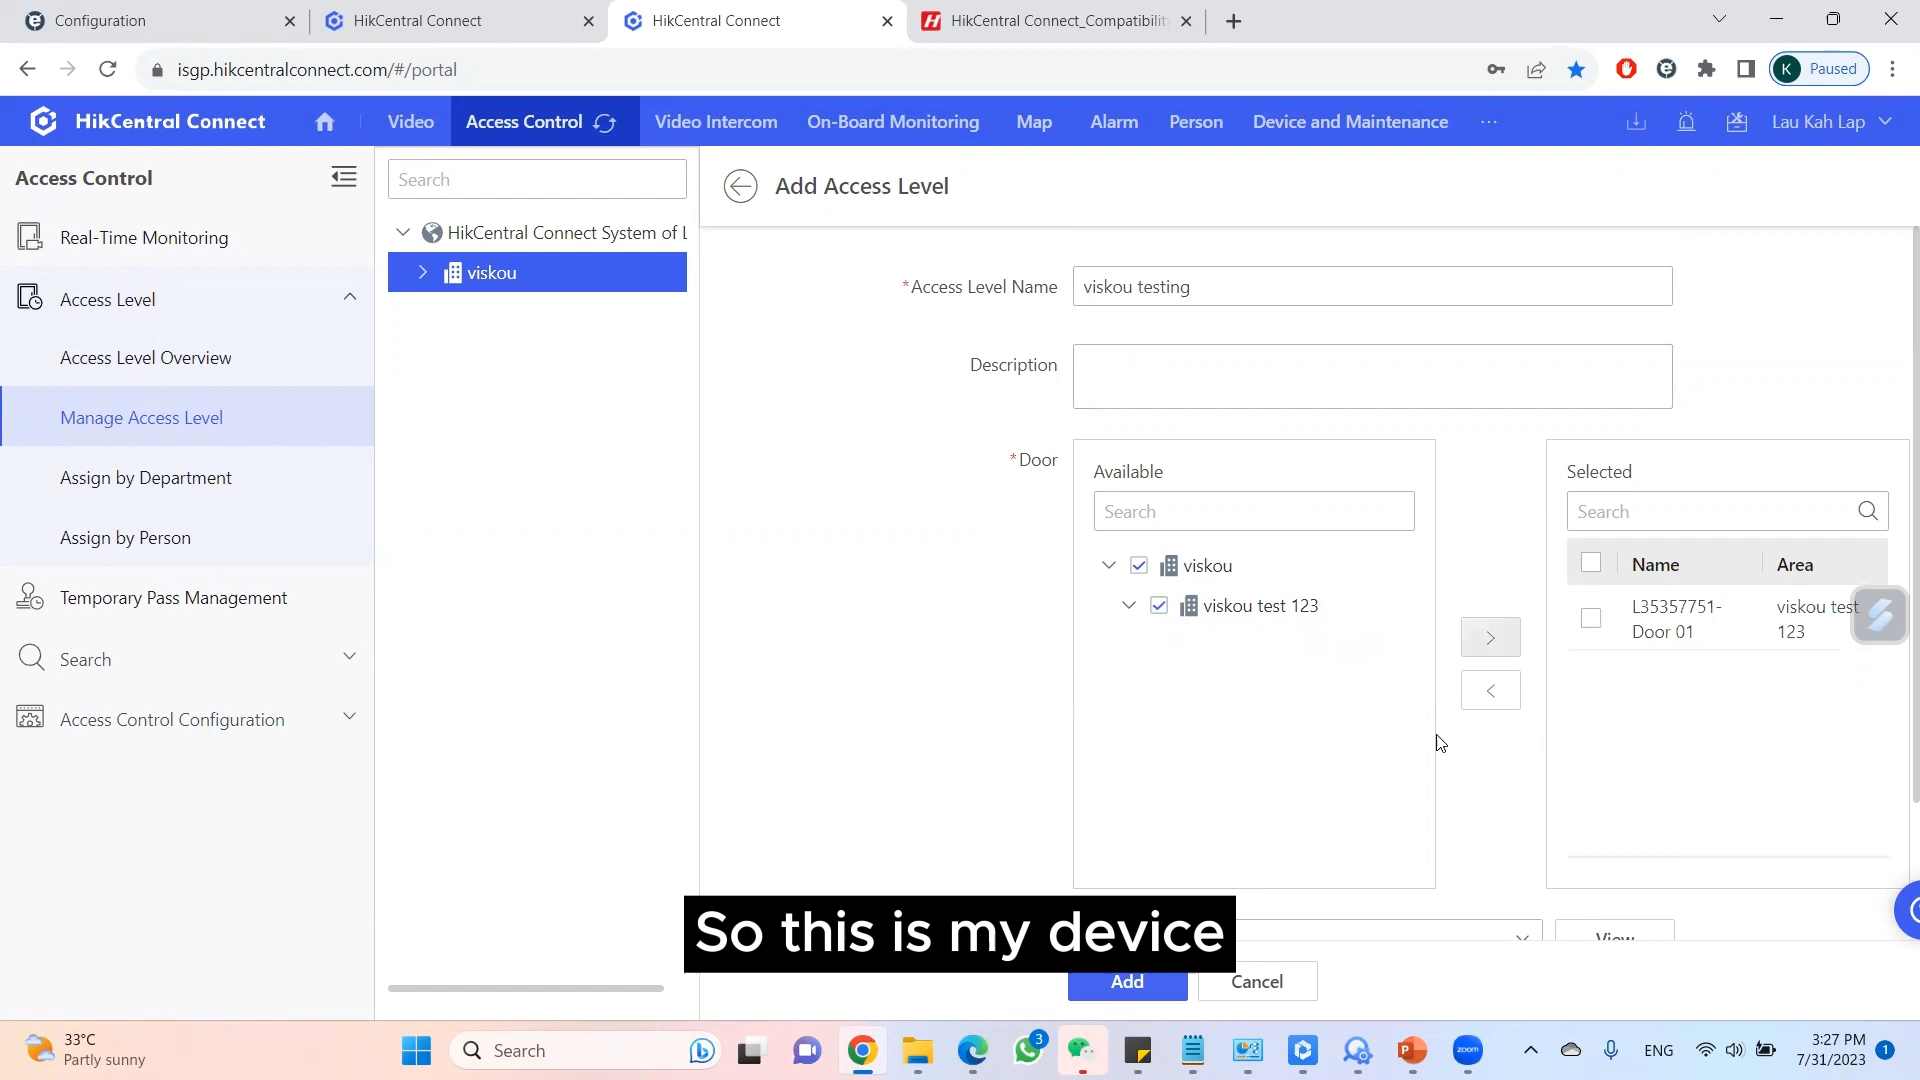 Configuration
HikCentral Connect
HikCentral Connect
HikCentral Connect_Compatibilit
isgp.hikcentralconnect.com/#/portal
K Paused
HikCentral Connect
Video
Access Control
Video Intercom
On-Board Monitoring
Map
Alarm
Person
Device and Maintenance
...
Lau Kah Lap
Access Control
Real-Time Monitoring
Access Level
Access Level Overview
Manage Access Level
Assign by Department
Assign by Person
Temporary Pass Management
Search
Access Control Configuration
Search
HikCentral Connect System of L
viskou
Add Access Level
*Access Level Name
viskou testing
Description
*Door
Available
Search
viskou
viskou test 123
>
<
Selected
Search
Name
Area
L35357751-
Door 01
viskou test
123
View
So this is my device
Add
Cancel
33°C
Partly sunny
Search
3
zoom
ENG
3:27 PM
7/31/2023
1